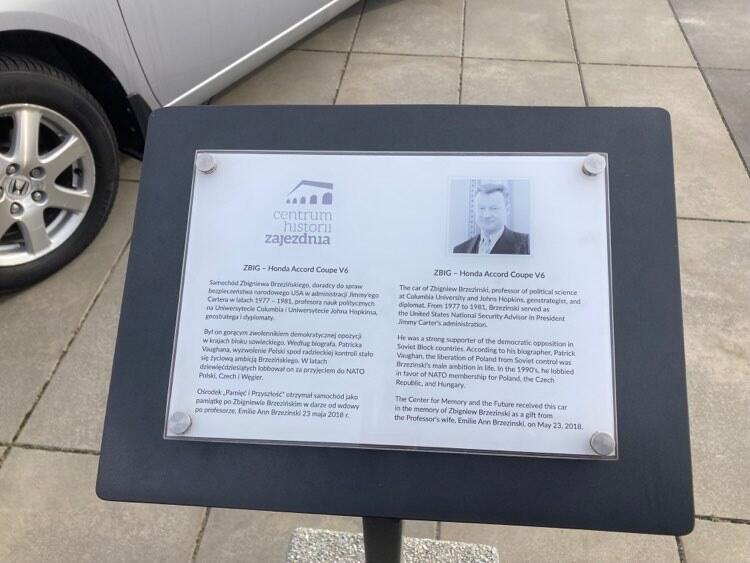 centrum
historii
zajezdnia
ZBIG – Honda Accord Coupe V6
Samochód Zbigniewa Brzezińskiego, doradcy do spraw
bezpieczeństwa narodowego USA w administracji Jimmy'ego
Cartera w latach 1977 – 1981, profesora nauk politycznych
na Uniwersytecie Columbia i Uniwersytecie Johna Hopkinsa,
geostratega i dyplomaty.
Był on gorącym zwolennikiem demokratycznej opozycji
w krajach bloku sowieckiego. Według biografa, Patricka
Vaughana, wyzwolenie Polski spod radzieckiej kontroli stało
się życiową ambicją Brzezińskiego. W latach
dziewięćdziesiątych lobbował on za przyjęciem do NATO
Polski, Czech i Węgier.
Ośrodek „Pamięć i Przyszłość" otrzymał samochód jako
pamiątkę po Zbigniewie Brzezińskim w darze od wdowy
po profesorze, Emilie Ann Brzezinski 23 maja 2018 r.
ZBIG – Honda Accord Coupe V6
The car of Zbigniew Brzezinski, professor of political science
at Columbia University and Johns Hopkins, geostrategist, and
diplomat. From 1977 to 1981, Brzezinski served as
the United States National Security Advisor in President
Jimmy Carter's administration.
He was a strong supporter of the democratic opposition in
Soviet Block countries. According to his biographer, Patrick
Vaughan, the liberation of Poland from Soviet control was
Brzezinski's main ambition in life. In the 1990's, he lobbied
in favor of NATO membership for Poland, the Czech
Republic, and Hungary.
The Center for Memory and the Future received this car
in the memory of Zbigniew Brzezinski as a gift from
the Professor's wife, Emilie Ann Brzezinski, on May 23, 2018.